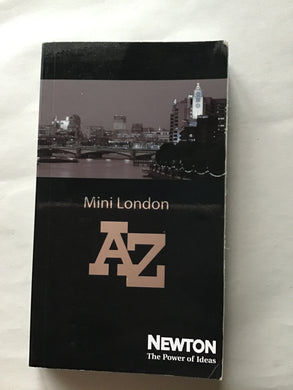 Mini London
AZ
NEWTON
The Power of Ideas